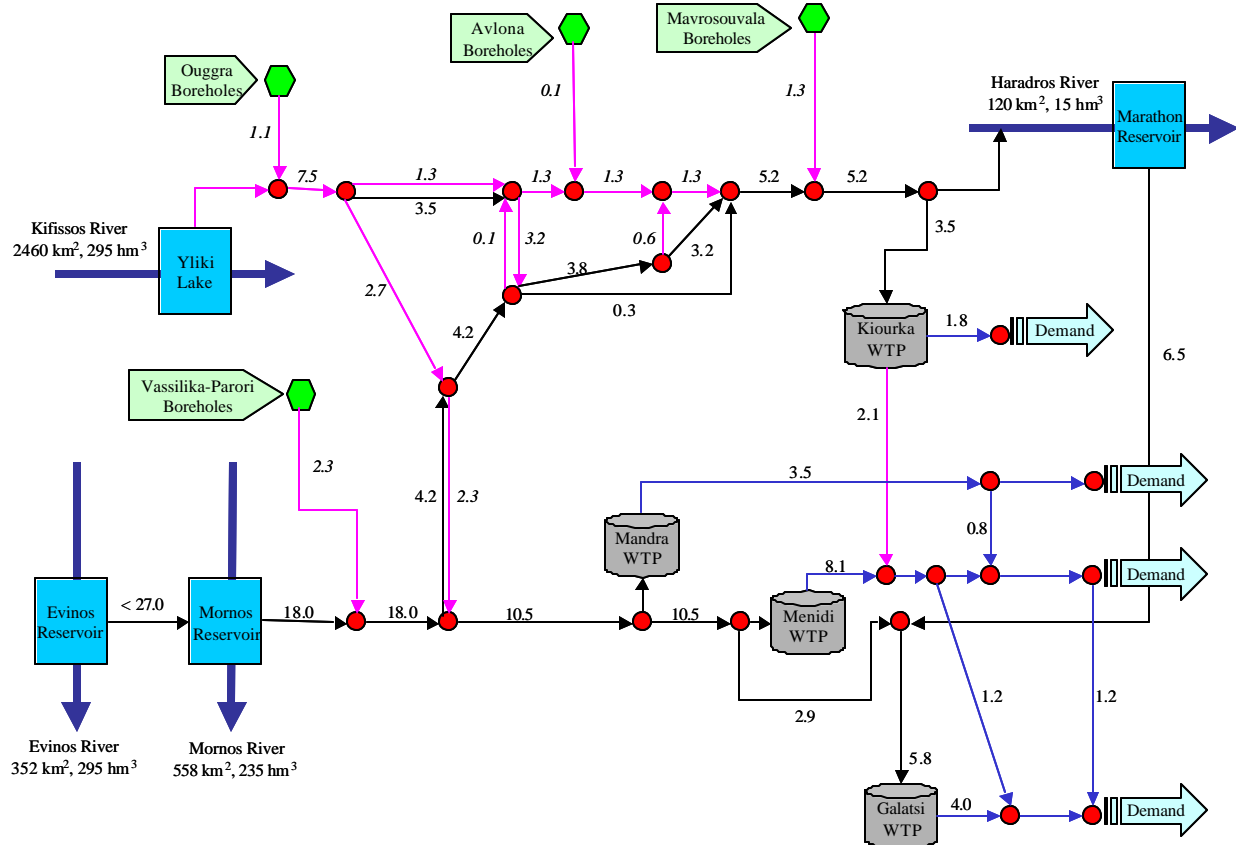 Avlona
Boreholes
Mavrosouvala
Boreholes
Ouggra
Boreholes
0.1
1.3
Haradros River
120 km², 15 hm³
Marathon
Reservoir
1.1
7.5
1.3
1.3
1.3
1.3
5.2
5.2
3.5
Kifissos River
2460 km², 295 hm³
0.1
3.2
0.6
3.2
3.5
Yliki
Lake
2.7
3.8
0.3
4.2
Kiourka
WTP
1.8
Demand
6.5
Vassilika-Parori
Boreholes
2.1
2.3
4.2
2.3
3.5
Demand
Mandra
WTP
0.8
8.1
Demand
Evinos
Reservoir
< 27.0
Mornos
Reservoir
18.0
18.0
10.5
10.5
Menidi
WTP
2.9
1.2
1.2
Evinos River
352 km², 295 hm³
Mornos River
558 km², 235 hm³
5.8
Galatsi
WTP
4.0
Demand